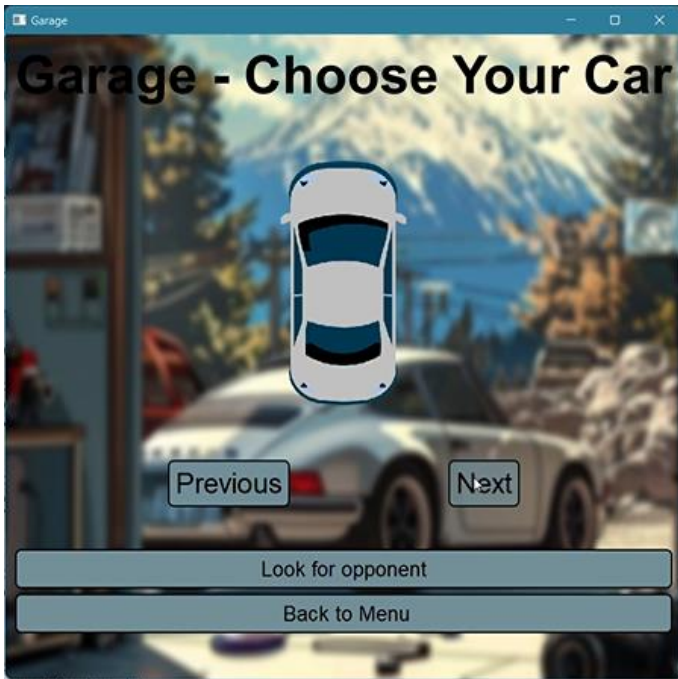 Garage
Garage - Choose Your Car
Previous
Next
Look for opponent
Back to Menu